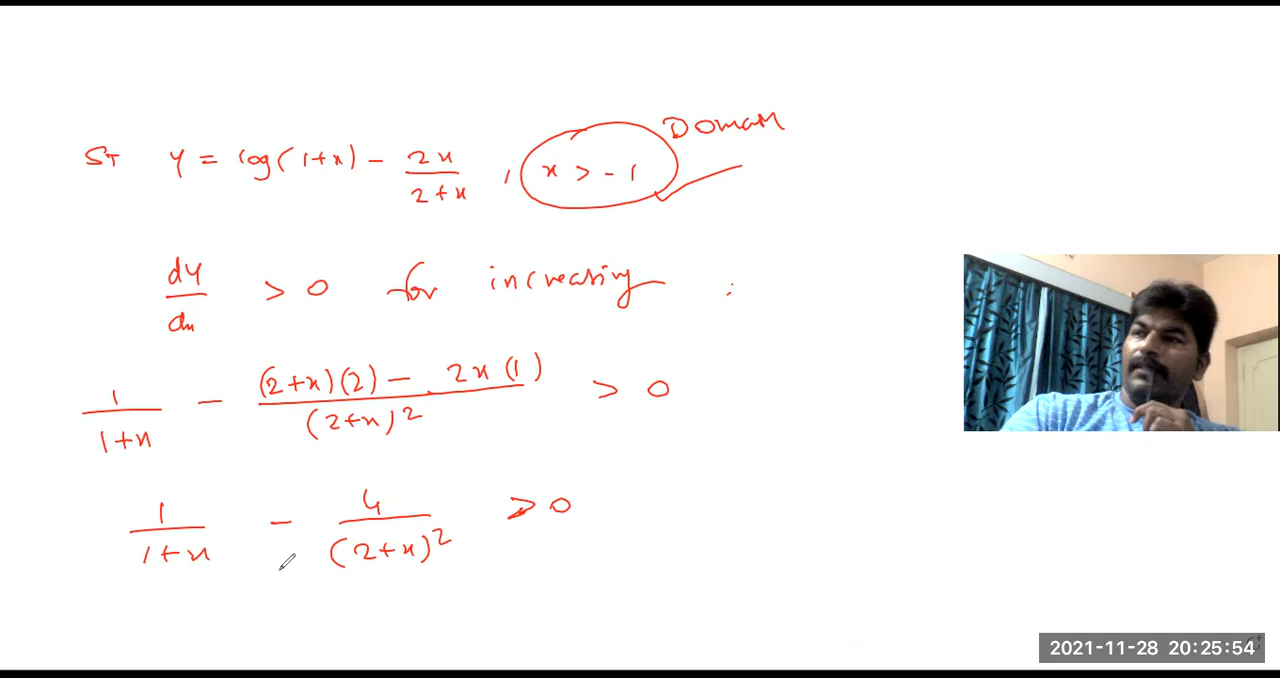 Domain
ST y = log(1+x) - 2x/(2+x) , x > -1
dy/dx > 0 for increasing :
1/(1+x) - ((2+x)(2) - 2x(1))/(2+x)² > 0
1/(1+x) - 4/(2+x)² > 0
2021-11-28 20:25:54